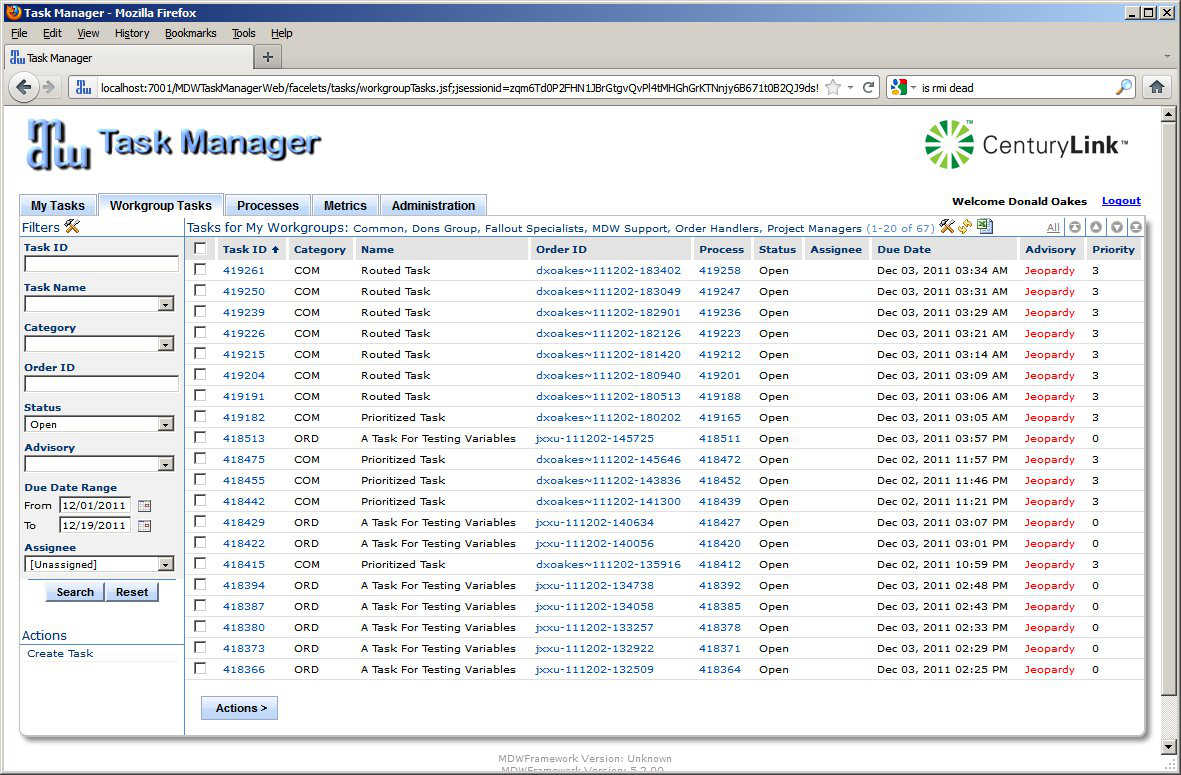 Task Manager - Mozilla Firefox
File Edit View History Bookmarks Tools Help
mdw Task Manager
localhost:7001/MDWTaskManagerWeb/facelets/tasks/workgroupTasks.jsf;jsessionid= is rmi dead
mdw Task Manager CenturyLink™
My Tasks Workgroup Tasks Processes Metrics Administration Welcome Donald Oakes Logout
Filters Tasks for My Workgroups: Common, Dons Group, Fallout Specialists, MDW Support, Order Handlers, Project Managers (1-20 of 67) All
Task ID
Task Name
Category
Order ID
Status
Open
Advisory
Due Date Range
From 12/01/2011
To 12/19/2011
Assignee
[Unassigned]
Search Reset
Actions
Create Task
Task ID Category Name Order ID Process Status Assignee Due Date Advisory Priority
419261 COM Routed Task dxoakes~111202-183402 419258 Open Dec 03, 2011 03:34 AM Jeopardy 3
419250 COM Routed Task dxoakes~111202-183049 419247 Open Dec 03, 2011 03:31 AM Jeopardy 3
419239 COM Routed Task dxoakes~111202-182901 419236 Open Dec 03, 2011 03:29 AM Jeopardy 3
419226 COM Routed Task dxoakes~111202-182126 419223 Open Dec 03, 2011 03:21 AM Jeopardy 3
419215 COM Routed Task dxoakes~111202-181420 419212 Open Dec 03, 2011 03:14 AM Jeopardy 3
419204 COM Routed Task dxoakes~111202-180940 419201 Open Dec 03, 2011 03:09 AM Jeopardy 3
419191 COM Routed Task dxoakes~111202-180513 419188 Open Dec 03, 2011 03:06 AM Jeopardy 3
419182 COM Prioritized Task dxoakes~111202-180202 419165 Open Dec 03, 2011 03:05 AM Jeopardy 3
418513 ORD A Task For Testing Variables jxxu-111202-145725 418511 Open Dec 03, 2011 03:57 PM Jeopardy 0
418475 COM Prioritized Task dxoakes~111202-145646 418472 Open Dec 02, 2011 11:57 PM Jeopardy 3
418455 COM Prioritized Task dxoakes~111202-143836 418452 Open Dec 02, 2011 11:46 PM Jeopardy 3
418442 COM Prioritized Task dxoakes~111202-141300 418439 Open Dec 02, 2011 11:21 PM Jeopardy 3
418429 ORD A Task For Testing Variables jxxu-111202-140634 418427 Open Dec 03, 2011 03:07 PM Jeopardy 0
418422 ORD A Task For Testing Variables jxxu-111202-140056 418420 Open Dec 03, 2011 03:01 PM Jeopardy 0
418415 COM Prioritized Task dxoakes~111202-135916 418412 Open Dec 02, 2011 10:59 PM Jeopardy 3
418394 ORD A Task For Testing Variables jxxu-111202-134738 418392 Open Dec 03, 2011 02:48 PM Jeopardy 0
418387 ORD A Task For Testing Variables jxxu-111202-134058 418385 Open Dec 03, 2011 02:43 PM Jeopardy 0
418380 ORD A Task For Testing Variables jxxu-111202-133257 418378 Open Dec 03, 2011 02:33 PM Jeopardy 0
418373 ORD A Task For Testing Variables jxxu-111202-132922 418371 Open Dec 03, 2011 02:29 PM Jeopardy 0
418366 ORD A Task For Testing Variables jxxu-111202-132509 418364 Open Dec 03, 2011 02:25 PM Jeopardy 0
Actions >
MDWFramework Version: Unknown
MDWFramework Version: 5.2.00